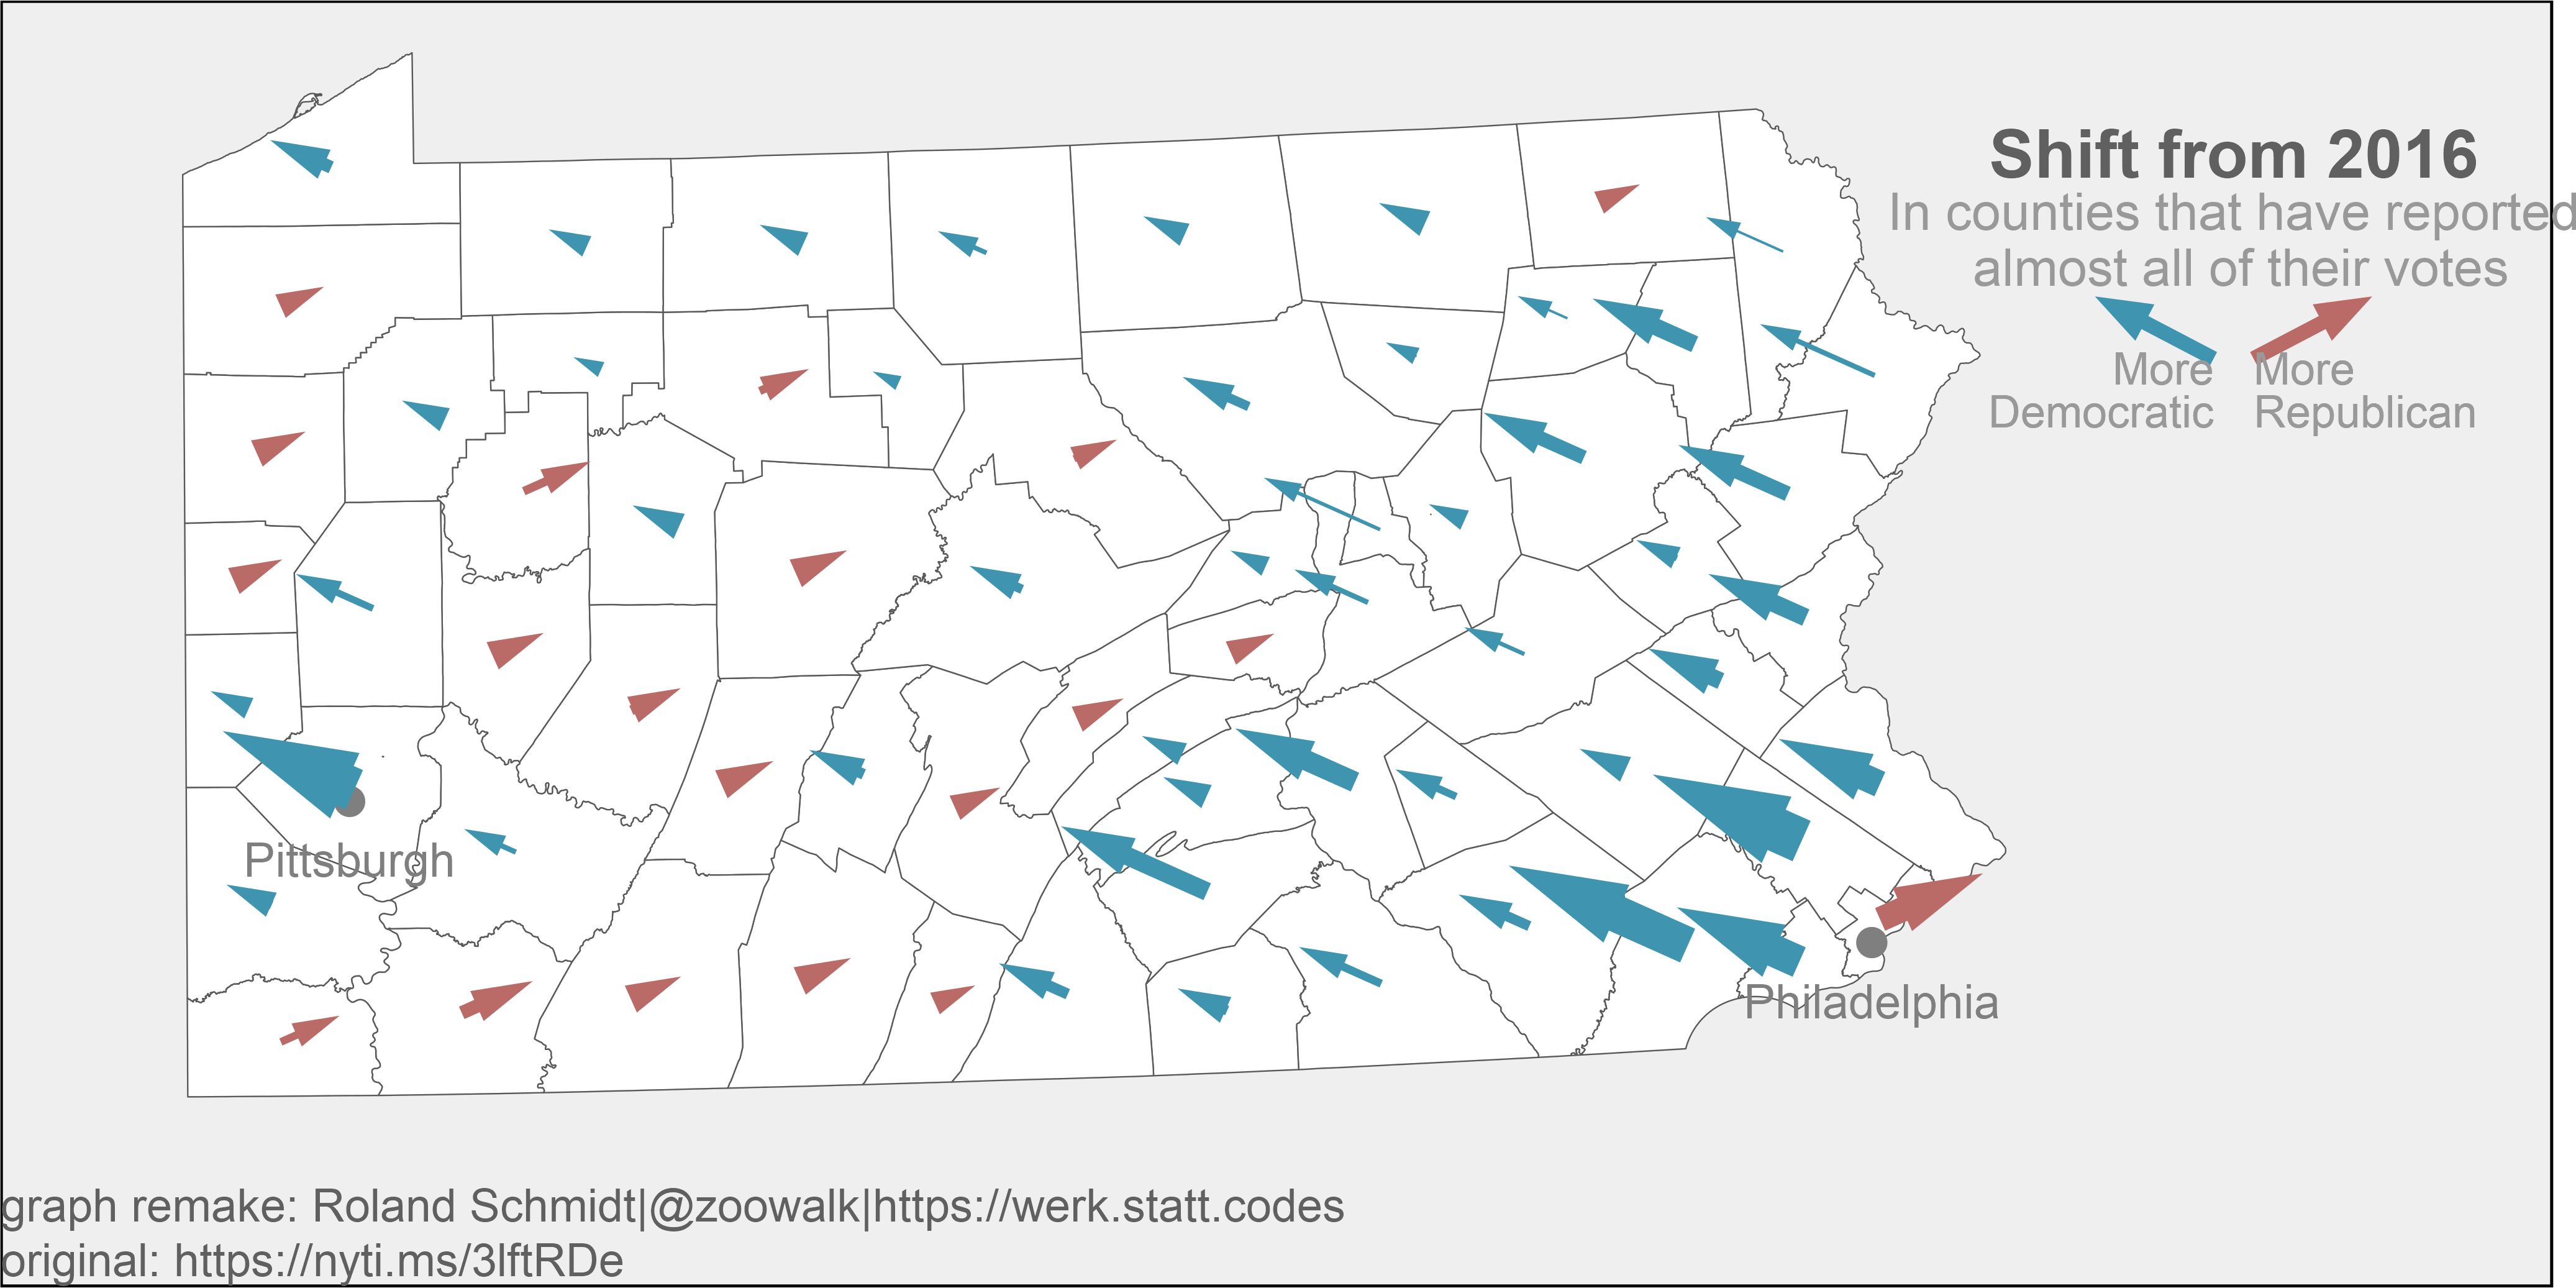 Shift from 2016
In counties that have reported
almost all of their votes
More
Democratic
More
Republican
Pittsburgh
Philadelphia
graph remake: Roland Schmidt|@zoowalk|https://werk.statt.codes
original: https://nyti.ms/3lftRDe